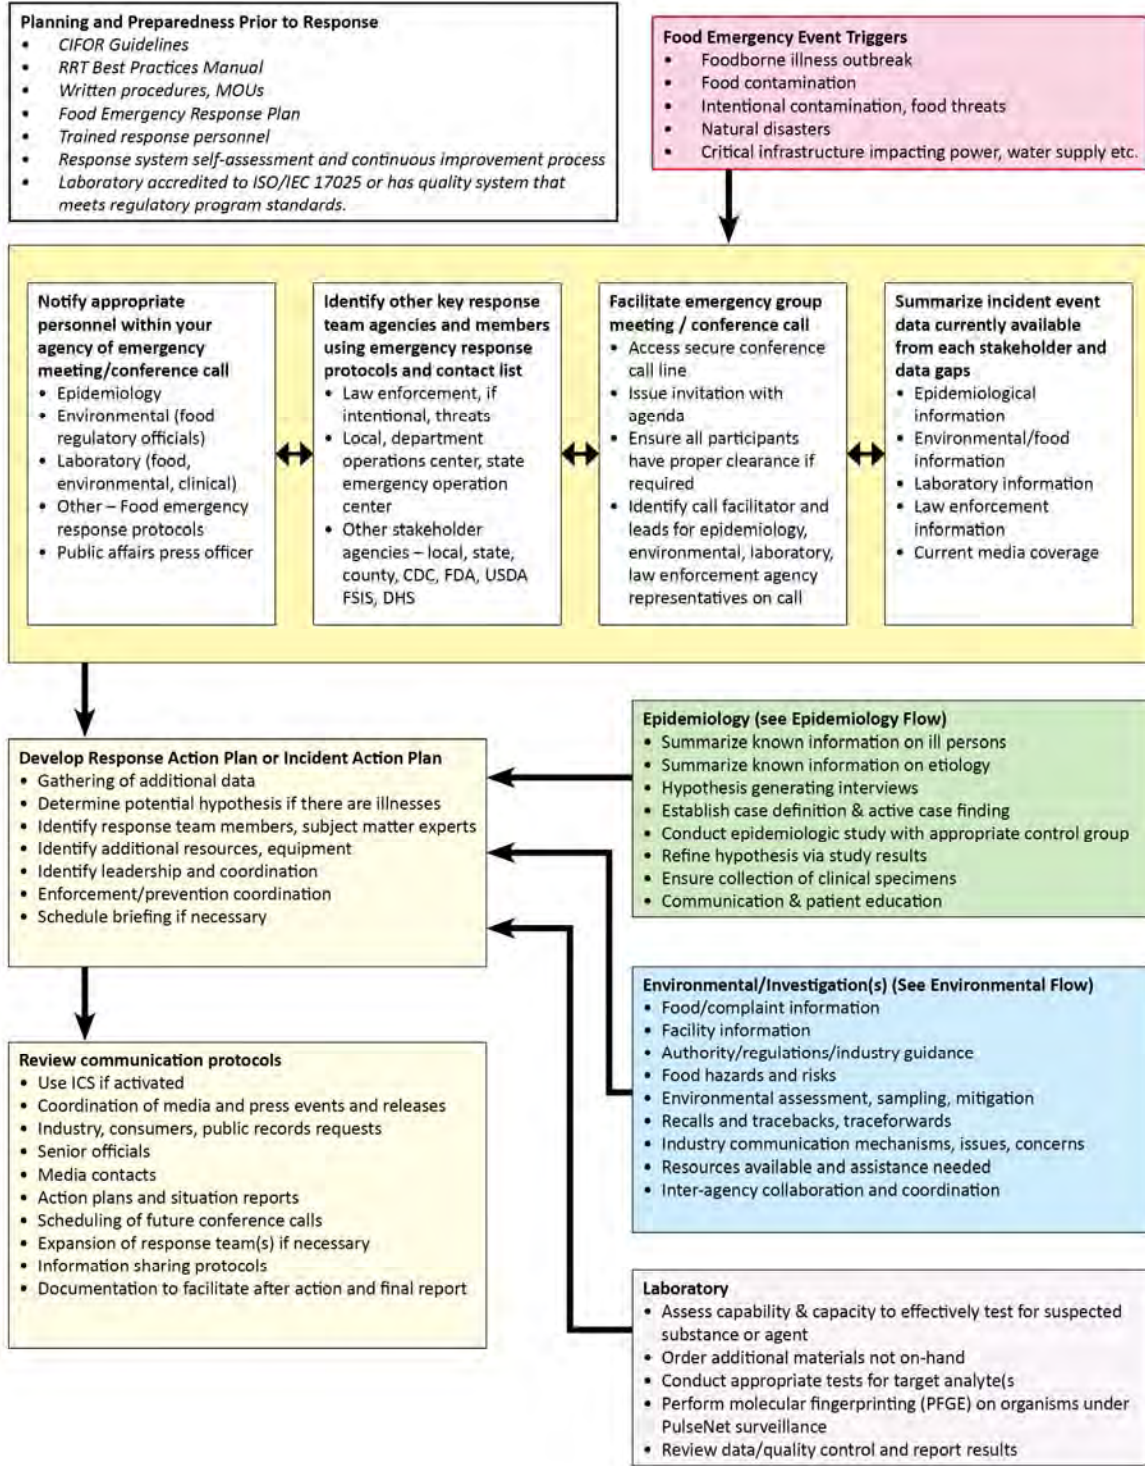 Planning and Preparedness Prior to Response
• CIFOR Guidelines
• RRT Best Practices Manual
• Written procedures, MOUs
• Food Emergency Response Plan
• Trained response personnel
• Response system self-assessment and continuous improvement process
• Laboratory accredited to ISO/IEC 17025 or has quality system that
meets regulatory program standards.
Food Emergency Event Triggers
• Foodborne illness outbreak
• Food contamination
• Intentional contamination, food threats
• Natural disasters
• Critical infrastructure impacting power, water supply etc.
Notify appropriate
personnel within your
agency of emergency
meeting/conference call
• Epidemiology
• Environmental (food
regulatory officials)
• Laboratory (food,
environmental, clinical)
• Other – Food emergency
response protocols
• Public affairs press officer
Identify other key response
team agencies and members
using emergency response
protocols and contact list
• Law enforcement, if
intentional, threats
• Local, department
operations center, state
emergency operation
center
• Other stakeholder
agencies – local, state,
county, CDC, FDA, USDA
FSIS, DHS
Facilitate emergency group
meeting / conference call
• Access secure conference
call line
• Issue invitation with
agenda
• Ensure all participants
have proper clearance if
required
• Identify call facilitator and
leads for epidemiology,
environmental, laboratory,
law enforcement agency
representatives on call
Summarize incident event
data currently available
from each stakeholder and
data gaps
• Epidemiological
information
• Environmental/food
information
• Laboratory information
• Law enforcement
information
• Current media coverage
Develop Response Action Plan or Incident Action Plan
• Gathering of additional data
• Determine potential hypothesis if there are illnesses
• Identify response team members, subject matter experts
• Identify additional resources, equipment
• Identify leadership and coordination
• Enforcement/prevention coordination
• Schedule briefing if necessary
Epidemiology (see Epidemiology Flow)
• Summarize known information on ill persons
• Summarize known information on etiology
• Hypothesis generating interviews
• Establish case definition & active case finding
• Conduct epidemiologic study with appropriate control group
• Refine hypothesis via study results
• Ensure collection of clinical specimens
• Communication & patient education
Environmental/Investigation(s) (See Environmental Flow)
• Food/complaint information
• Facility information
• Authority/regulations/industry guidance
• Food hazards and risks
• Environmental assessment, sampling, mitigation
• Recalls and tracebacks, traceforwards
• Industry communication mechanisms, issues, concerns
• Resources available and assistance needed
• Inter-agency collaboration and coordination
Review communication protocols
• Use ICS if activated
• Coordination of media and press events and releases
• Industry, consumers, public records requests
• Senior officials
• Media contacts
• Action plans and situation reports
• Scheduling of future conference calls
• Expansion of response team(s) if necessary
• Information sharing protocols
• Documentation to facilitate after action and final report
Laboratory
• Assess capability & capacity to effectively test for suspected
substance or agent
• Order additional materials not on-hand
• Conduct appropriate tests for target analyte(s
• Perform molecular fingerprinting (PFGE) on organisms under
PulseNet surveillance
• Review data/quality control and report results